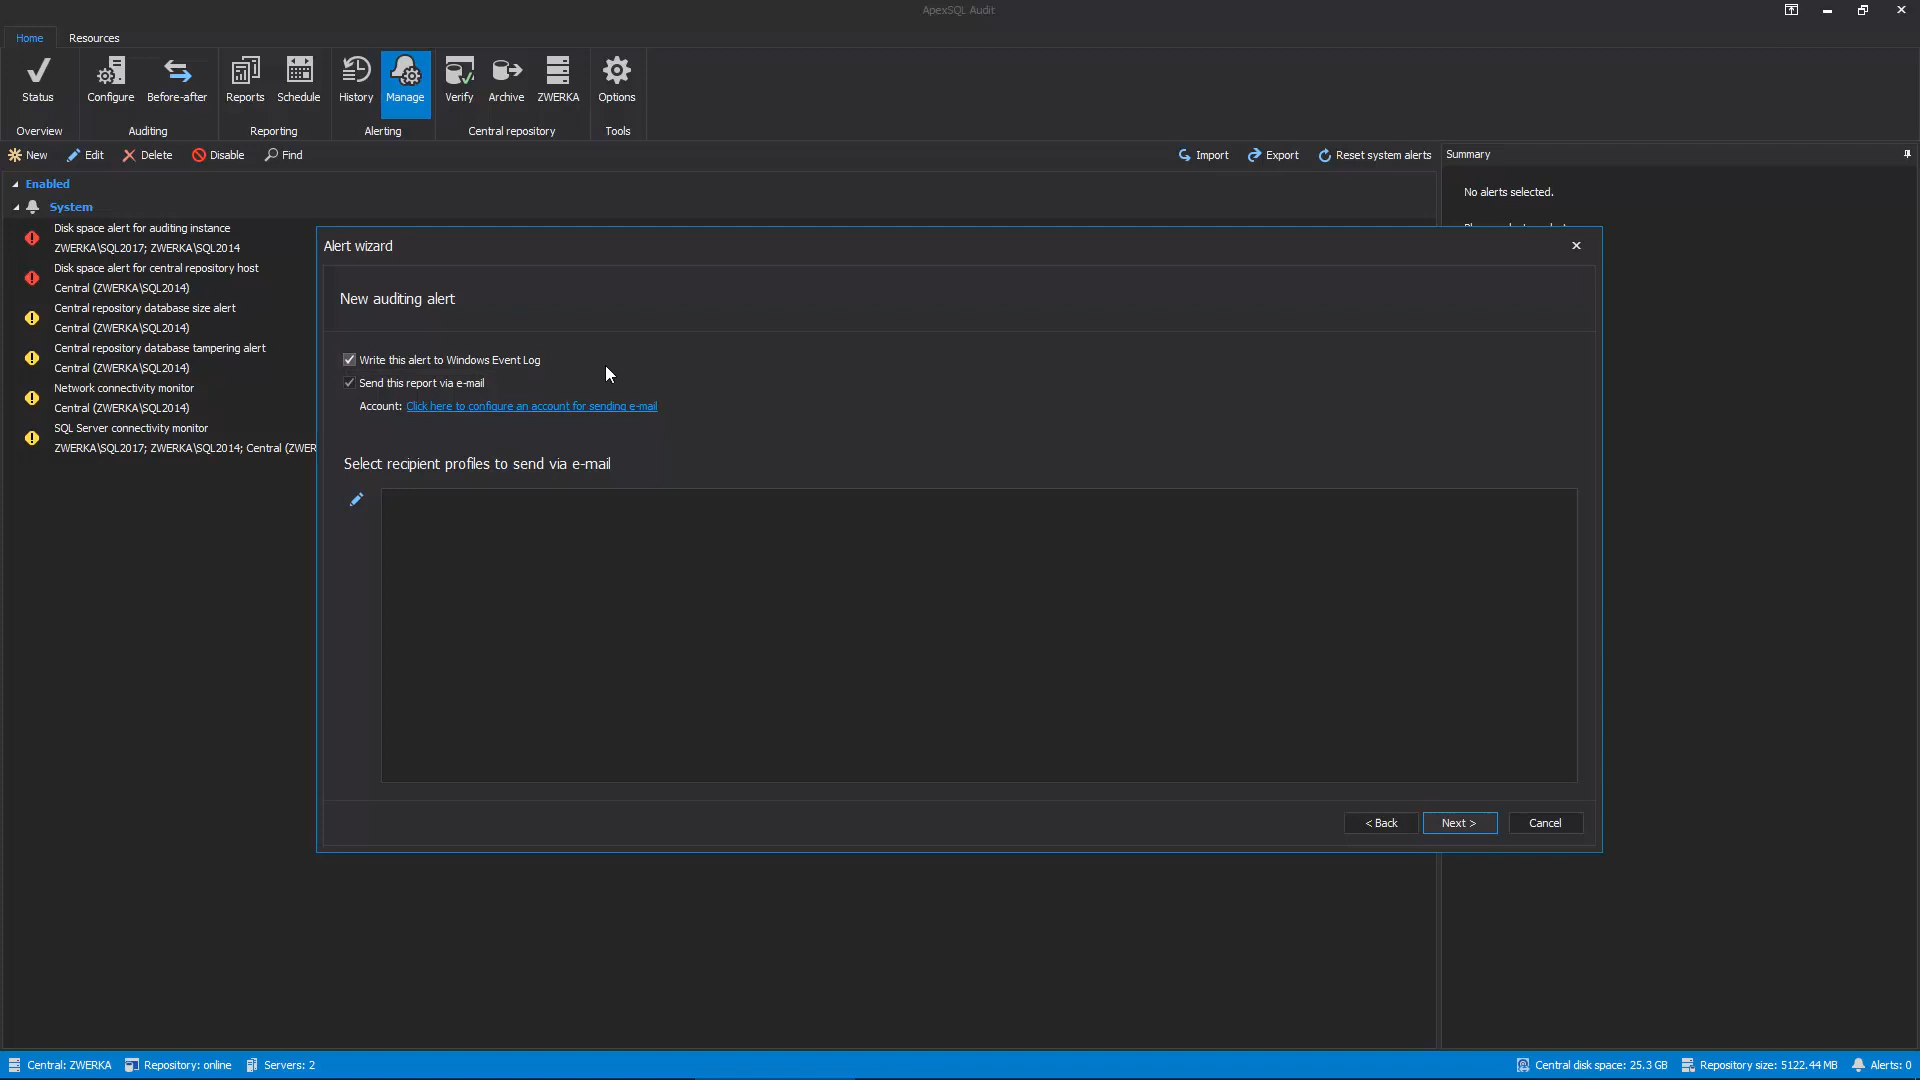 ApexSQL Audit
Home Resources
Status Configure Before-after Reports Schedule History Manage Verify Archive ZWERKA Options
Overview Auditing Reporting Alerting Central repository Tools
New Edit Delete Disable Find Import Export Reset system alerts Summary
Enabled
No alerts selected.
System
Disk space alert for auditing instance
ZWERKA\SQL2017; ZWERKA\SQL2014
Disk space alert for central repository host
Central (ZWERKA\SQL2014)
Central repository database size alert
Central (ZWERKA\SQL2014)
Central repository database tampering alert
Central (ZWERKA\SQL2014)
Network connectivity monitor
Central (ZWERKA\SQL2014)
SQL Server connectivity monitor
ZWERKA\SQL2017; ZWERKA\SQL2014; Central (ZWER
Alert wizard
New auditing alert
Write this alert to Windows Event Log
Send this report via e-mail
Account: Click here to configure an account for sending e-mail
Select recipient profiles to send via e-mail
< Back Next > Cancel
Central: ZWERKA Repository: online Servers: 2 Central disk space: 25.3 GB Repository size: 5122.44 MB Alerts: 0